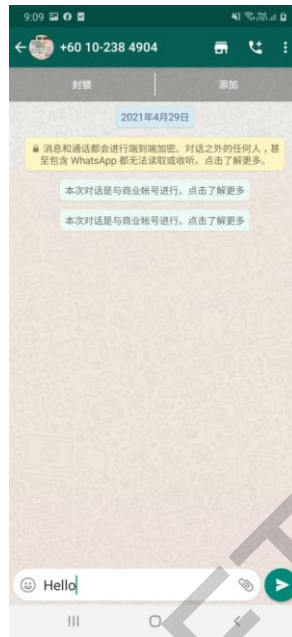 9:09
+60 10-238 4904
封锁 添加
2021年4月29日
消息和通话都会进行端到端加密。对话之外的任何人，甚
至包含 WhatsApp 都无法读取或收听。点击了解更多。
本次对话是与商业帐号进行。点击了解更多
本次对话是与商业帐号进行。点击了解更多
Hello